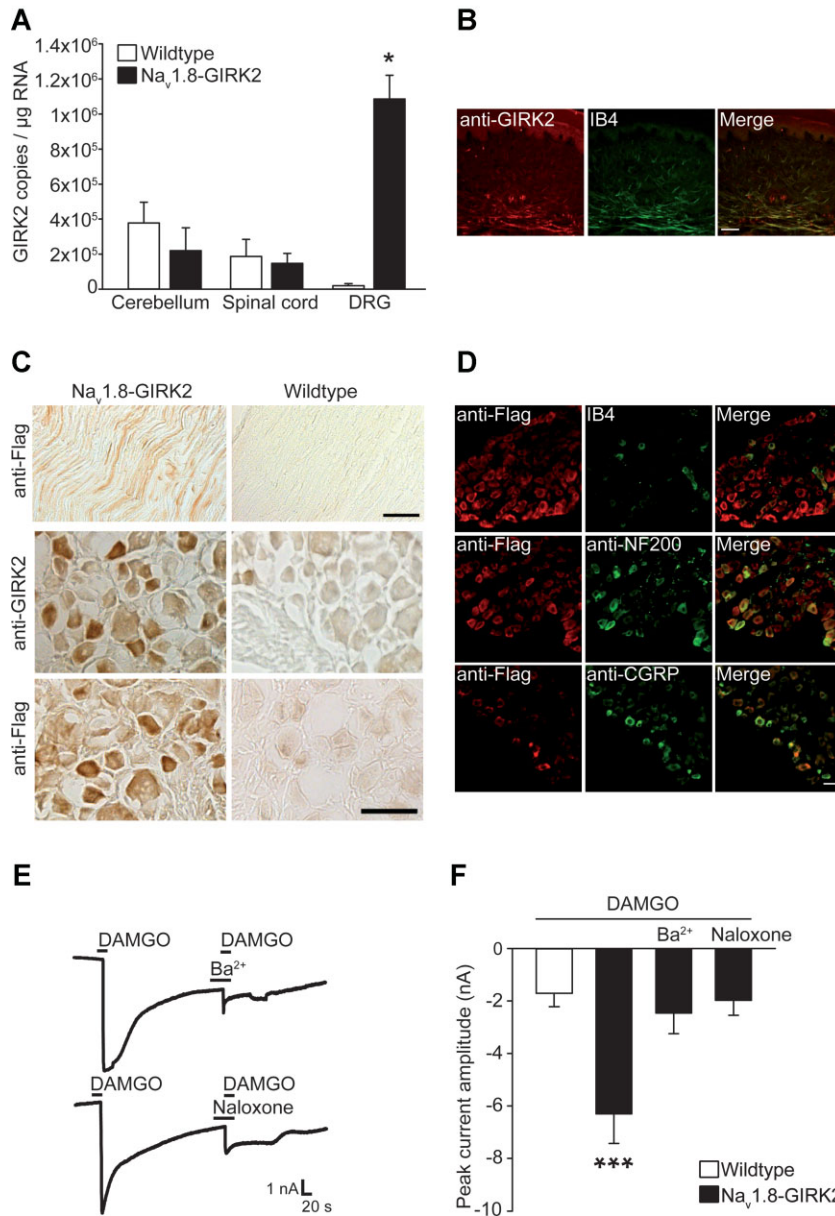 A
GIRK2 copies / µg RNA
1.4x10⁶
1.2x10⁶
1x10⁶
8x10⁵
6x10⁵
4x10⁵
2x10⁵
0
Wildtype
Naᵥ1.8-GIRK2
*
Cerebellum
Spinal cord
DRG
B
anti-GIRK2
IB4
Merge
C
Naᵥ1.8-GIRK2
Wildtype
anti-Flag
anti-GIRK2
anti-Flag
D
anti-Flag
IB4
Merge
anti-Flag
anti-NF200
Merge
anti-Flag
anti-CGRP
Merge
E
DAMGO
DAMGO
Ba²⁺
DAMGO
DAMGO
Naloxone
1 nA
20 s
F
DAMGO
Ba²⁺
Naloxone
Peak current amplitude (nA)
0
-2
-4
-6
-8
-10
***
Wildtype
Naᵥ1.8-GIRK2